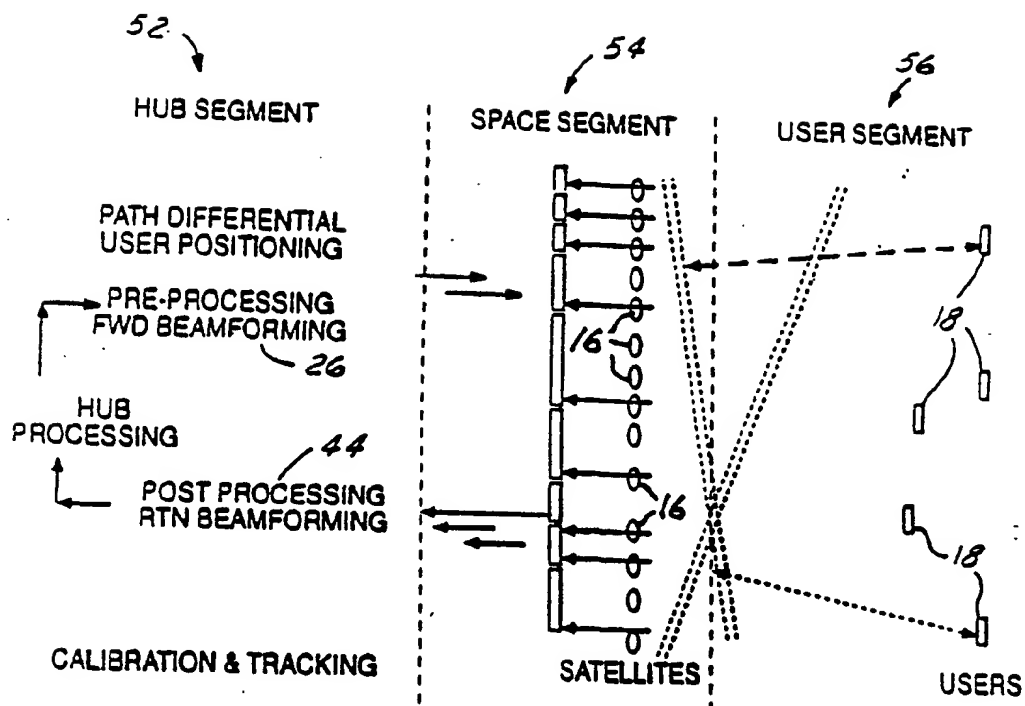 52
54
56
HUB SEGMENT
SPACE SEGMENT
USER SEGMENT
PATH DIFFERENTIAL
USER POSITIONING
PRE-PROCESSING
FWD BEAMFORMING
26
16
18
HUB
PROCESSING
44
POST PROCESSING
RTN BEAMFORMING
16
18
CALIBRATION & TRACKING
SATELLITES
USERS